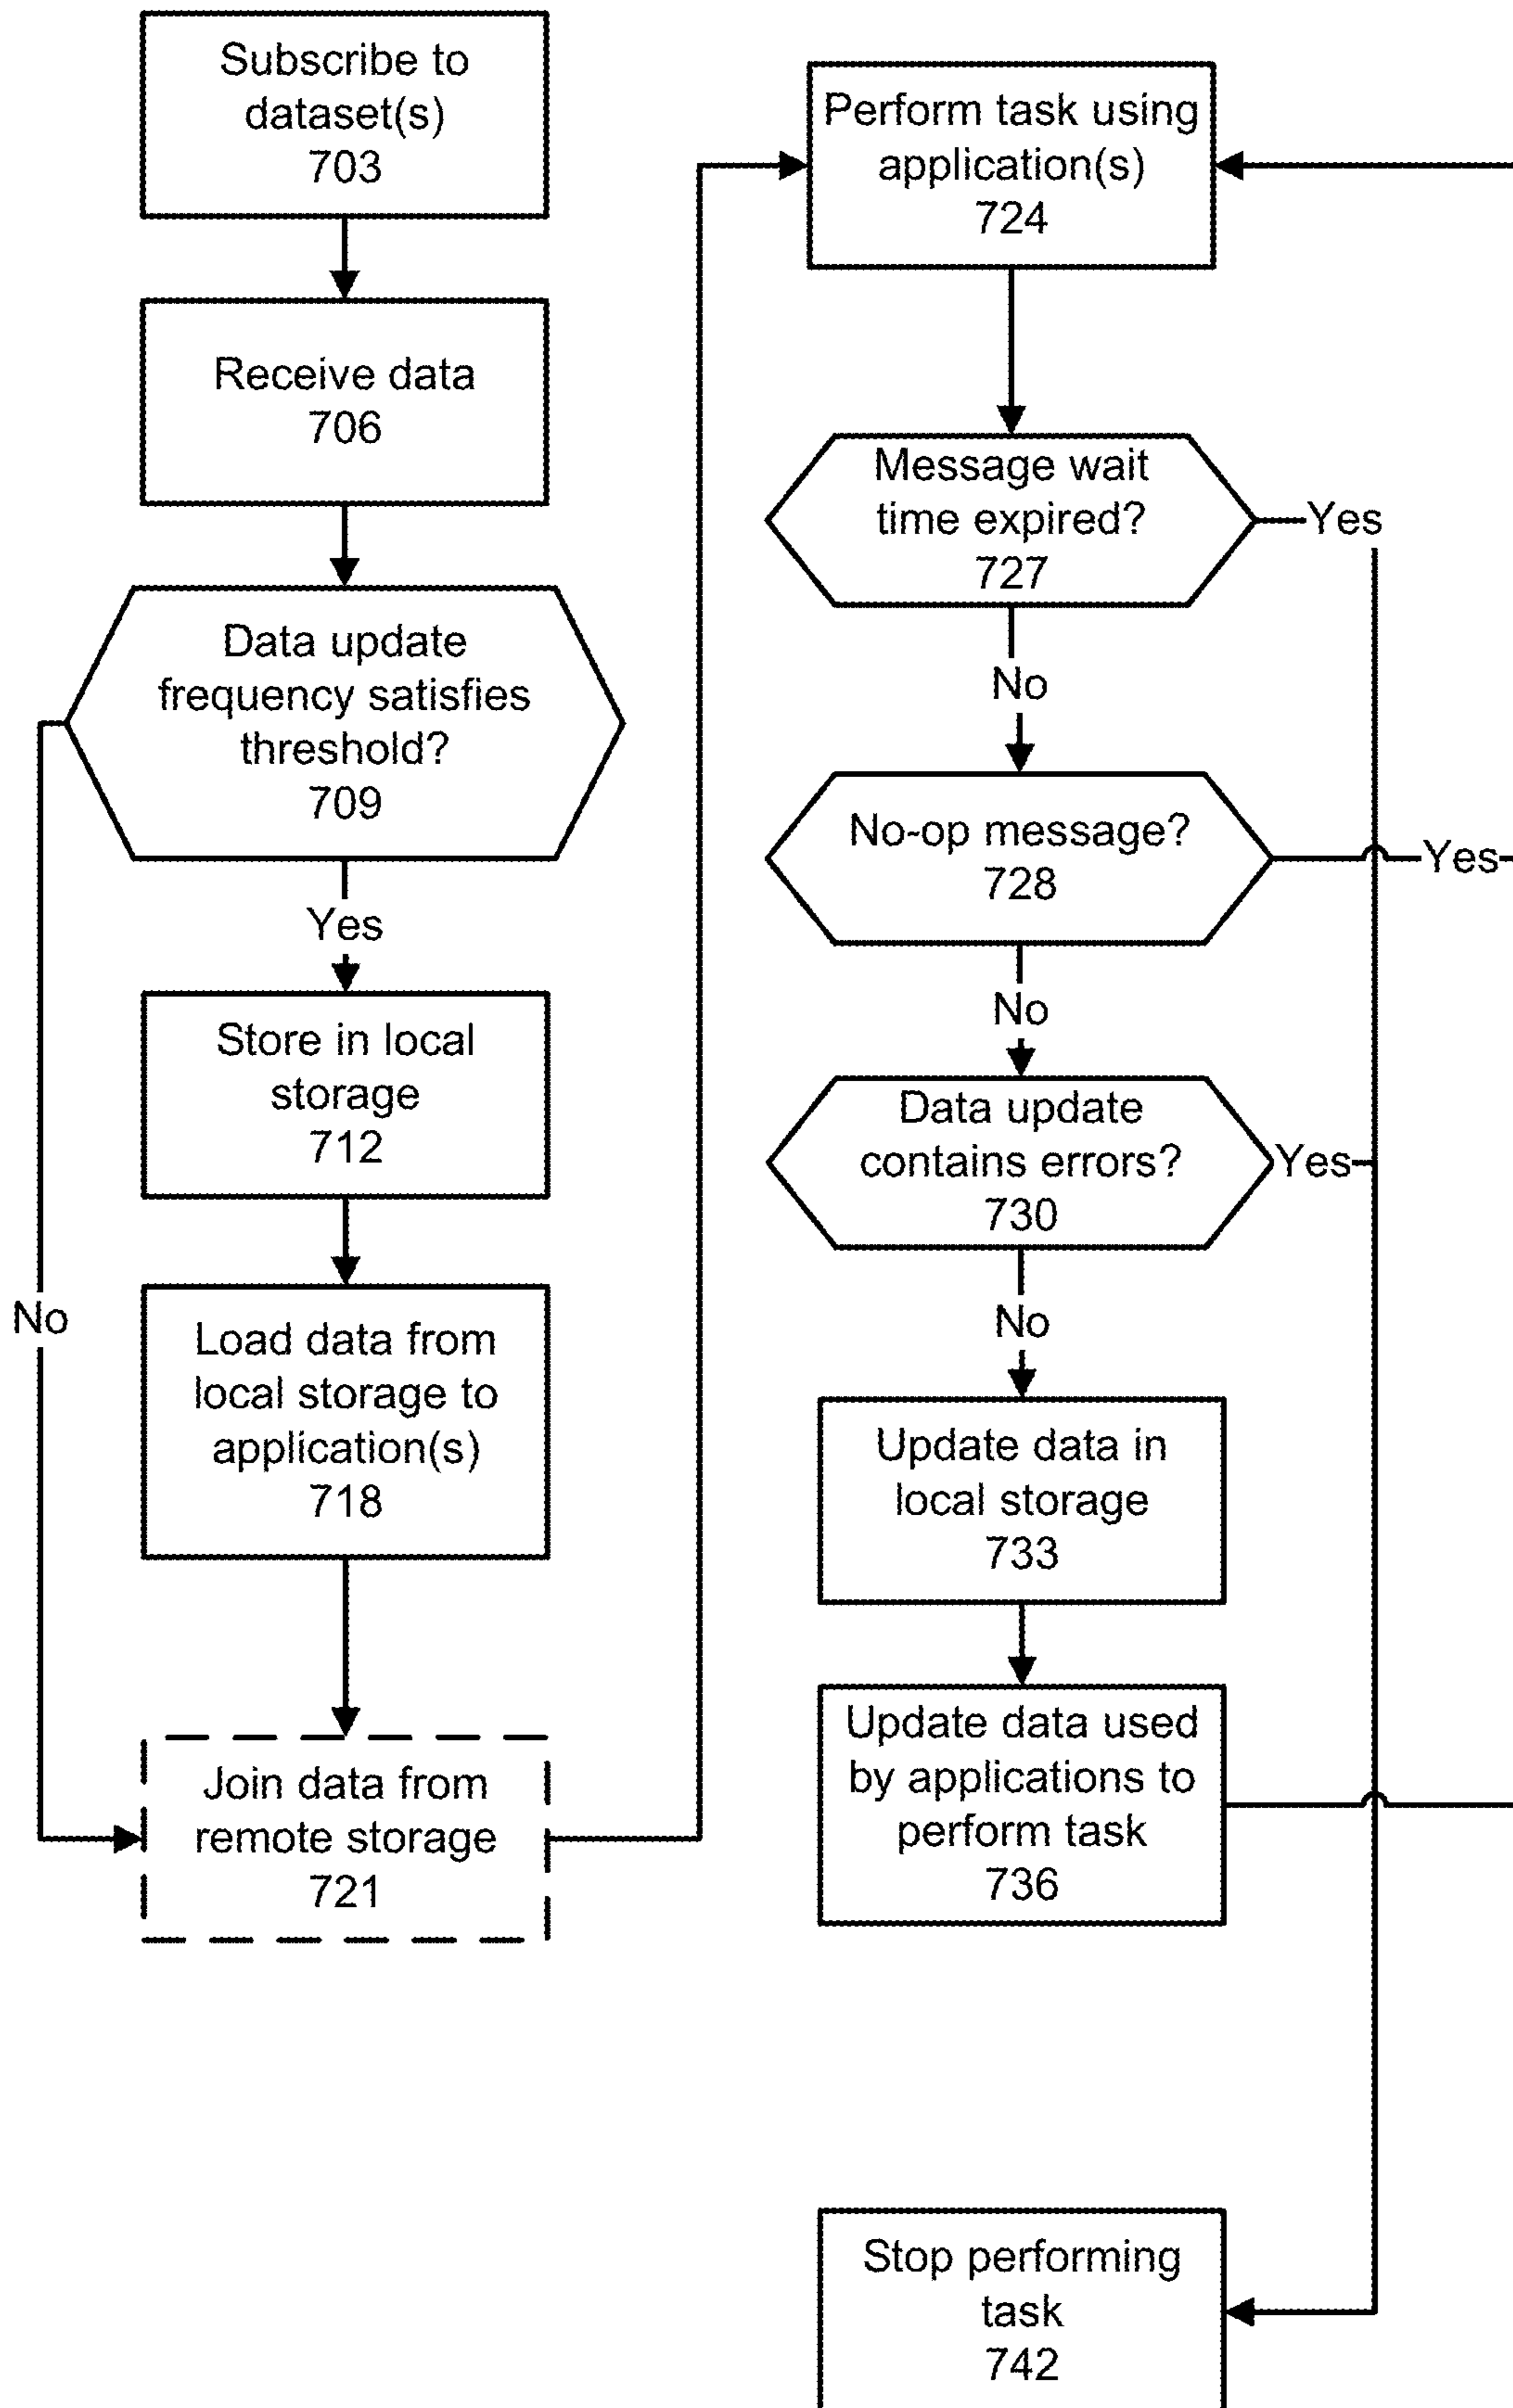 Subscribe to
dataset(s)
703
Receive data
706
Data update
frequency satisfies
threshold?
709
Yes
Store in local
storage
712
No
Load data from
local storage to
application(s)
718
Join data from
remote storage
721
Perform task using
application(s)
724
Message wait
time expired?
727
Yes
No
No-op message?
728
Yes
No
Data update
contains errors?
730
Yes
No
Update data in
local storage
733
Update data used
by applications to
perform task
736
Stop performing
task
742